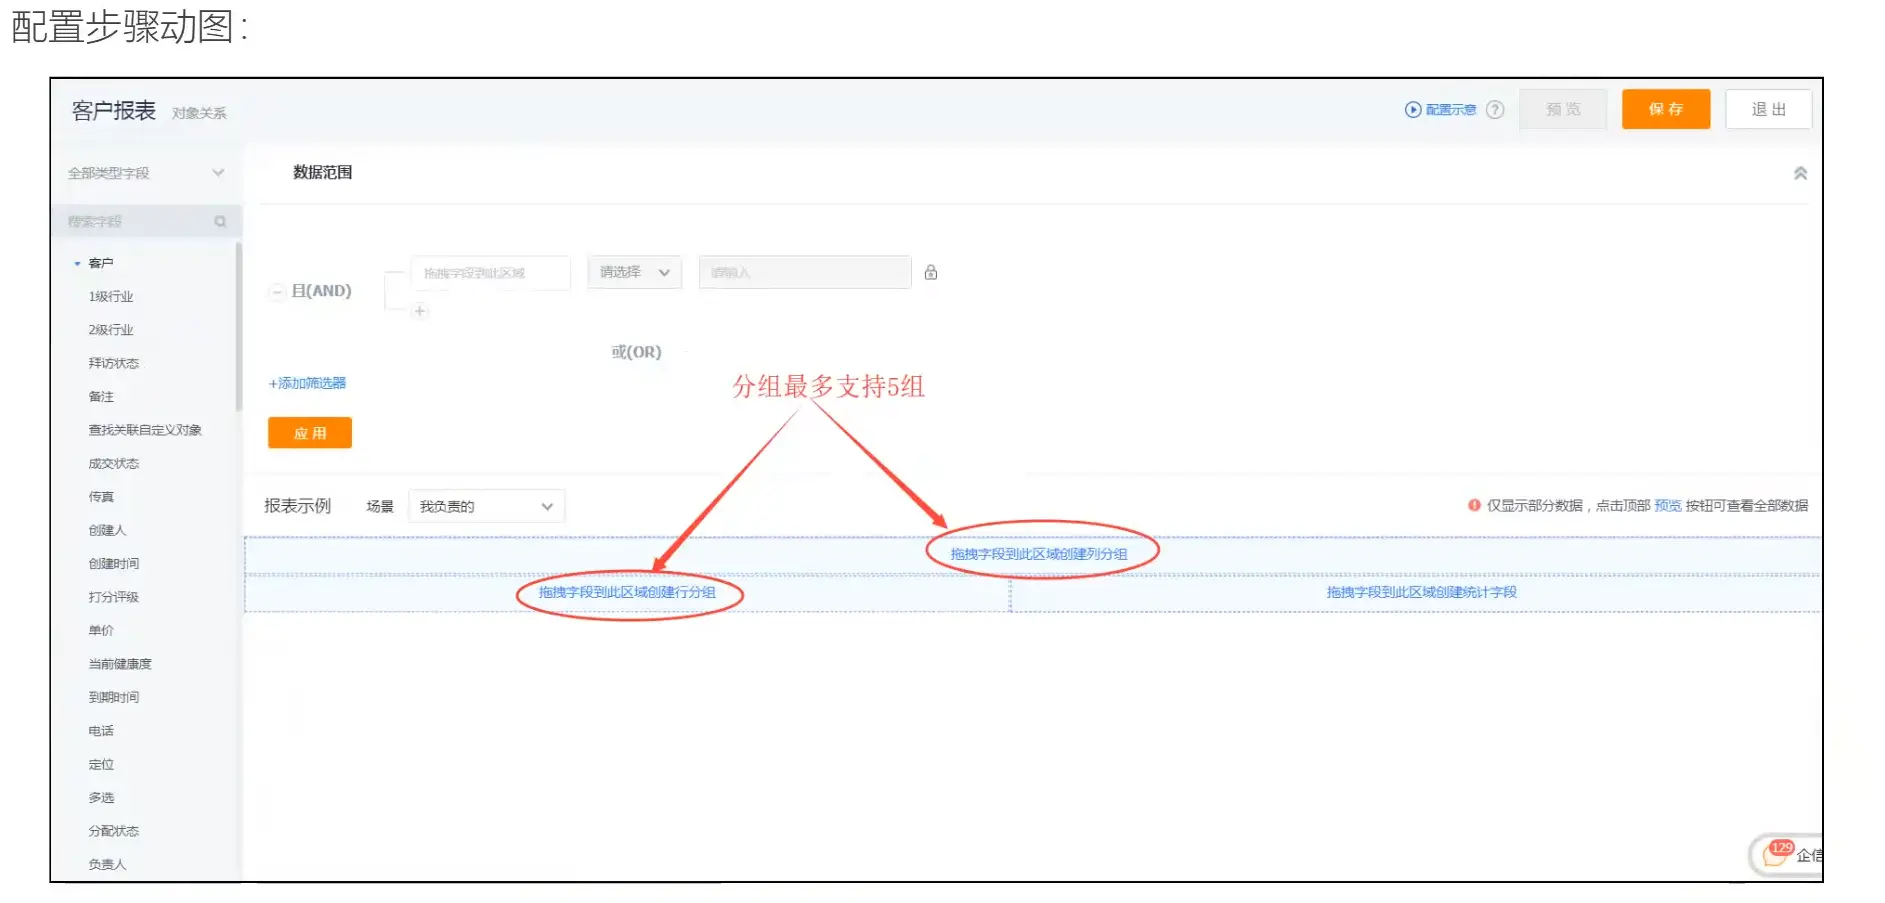 配置步骤动图：
客户报表 对象关系
配置示意 ? 预览 保存 退出
全部类型字段
数据范围
搜索字段
客户
1级行业
2级行业
拜访状态
备注
查找关联自定义对象
成交状态
传真
创建人
创建时间
打分评级
单价
当前健康度
到期时间
电话
定位
多选
分配状态
负责人
拖拽字段到此区域 请选择 请输入
且(AND)
或(OR)
+添加筛选器
分组最多支持5组
应用
报表示例 场景 我负责的
仅显示部分数据，点击顶部 预览 按钮可查看全部数据
拖拽字段到此区域创建列分组
拖拽字段到此区域创建行分组 拖拽字段到此区域创建统计字段
129 企信